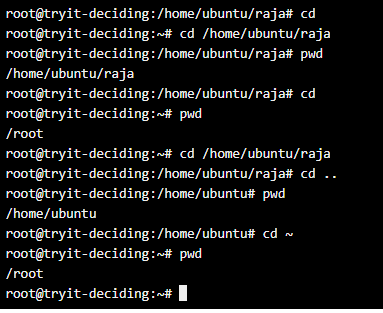 root@tryit-deciding:/home/ubuntu/raja# cd
root@tryit-deciding:~# cd /home/ubuntu/raja
root@tryit-deciding:/home/ubuntu/raja# pwd
/home/ubuntu/raja
root@tryit-deciding:/home/ubuntu/raja# cd
root@tryit-deciding:~# pwd
/root
root@tryit-deciding:~# cd /home/ubuntu/raja
root@tryit-deciding:/home/ubuntu/raja# cd ..
root@tryit-deciding:/home/ubuntu# pwd
/home/ubuntu
root@tryit-deciding:/home/ubuntu# cd ~
root@tryit-deciding:~# pwd
/root
root@tryit-deciding:~#